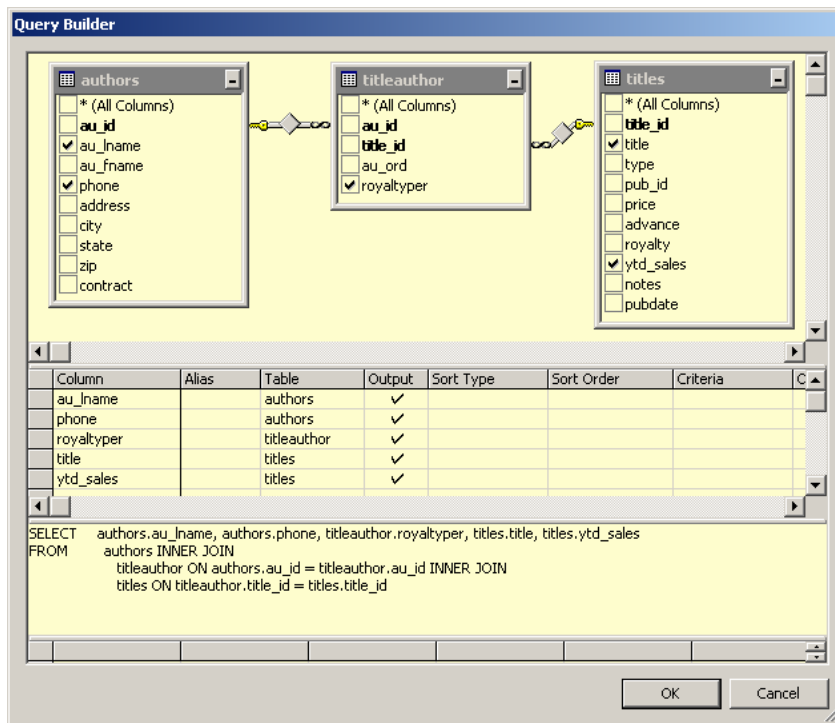 Query Builder
authors
* (All Columns)
au_id
au_lname
au_fname
phone
address
city
state
zip
contract
titleauthor
* (All Columns)
au_id
title_id
au_ord
royaltyper
titles
* (All Columns)
title_id
title
type
pub_id
price
advance
royalty
ytd_sales
notes
pubdate
Column Alias Table Output Sort Type Sort Order Criteria
au_lname authors
phone authors
royaltyper titleauthor
title titles
ytd_sales titles
SELECT authors.au_lname, authors.phone, titleauthor.royaltyper, titles.title, titles.ytd_sales
FROM authors INNER JOIN
titleauthor ON authors.au_id = titleauthor.au_id INNER JOIN
titles ON titleauthor.title_id = titles.title_id
OK Cancel